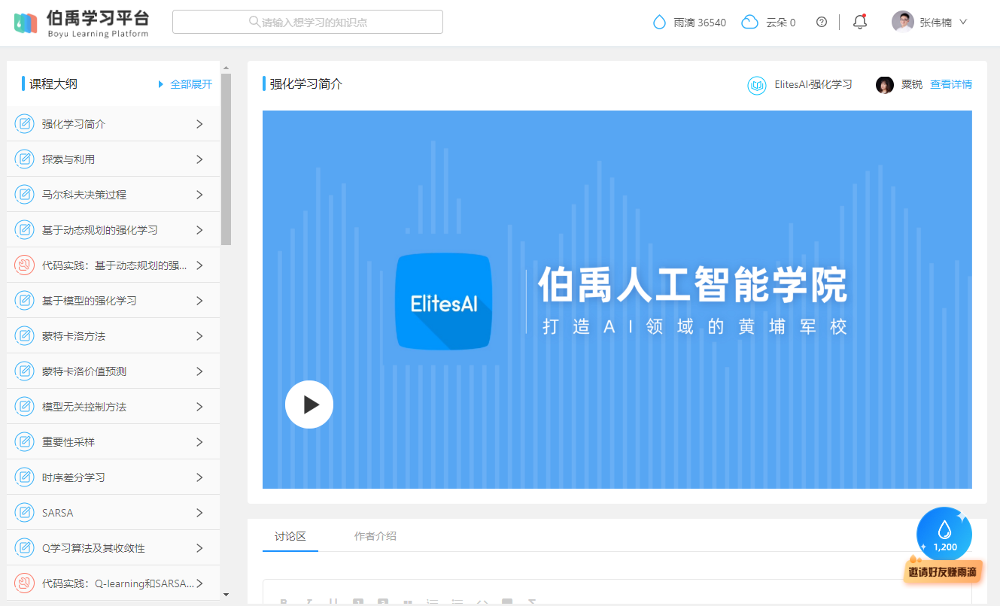 伯禹学习平台
Boyu Learning Platform
请输入想学习的知识点
雨滴 36540
云朵 0
张伟楠
课程大纲
全部展开
强化学习简介
探索与利用
马尔科夫决策过程
基于动态规划的强化学习
代码实践：基于动态规划的强...
基于模型的强化学习
蒙特卡洛方法
蒙特卡洛价值预测
模型无关控制方法
重要性采样
时序差分学习
SARSA
Q学习算法及其收敛性
代码实践：Q-learning和SARSA...
强化学习简介
ElitesAI·强化学习
粟锐
查看详情
ElitesAI
伯禹人工智能学院
打造AI领域的黄埔军校
讨论区
作者介绍
1,200
邀请好友赚雨滴